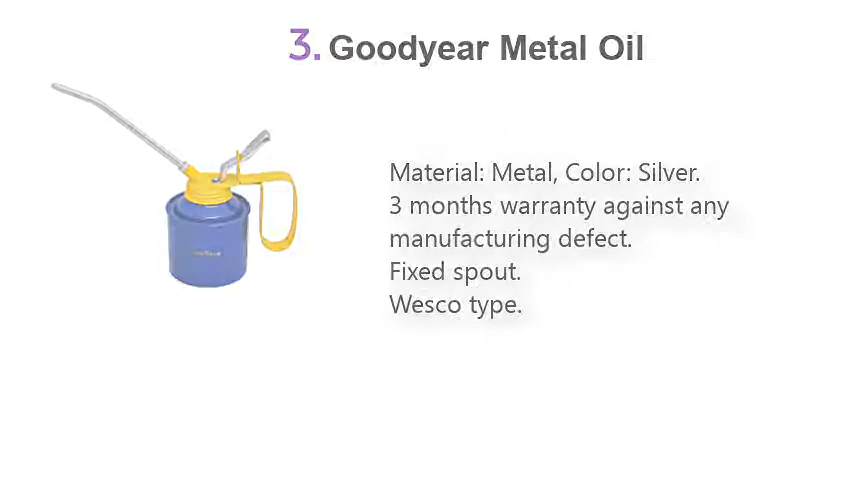 3. Goodyear Metal Oil
Material: Metal, Color: Silver.
3 months warranty against any
manufacturing defect.
Fixed spout.
Wesco type.